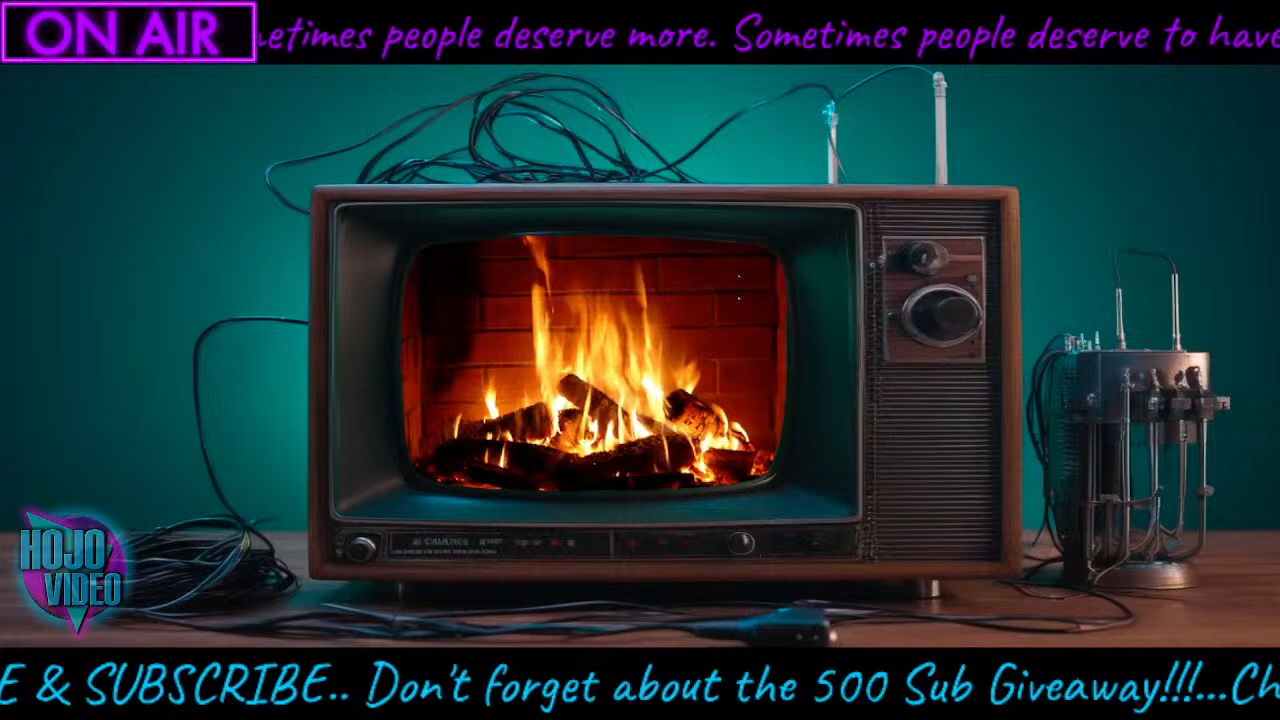 ON AIR
etimes people deserve more. Sometimes people deserve to have
HOJO
VIDEO
E & SUBSCRIBE.. Don't forget about the 500 Sub Giveaway!!!...Ch